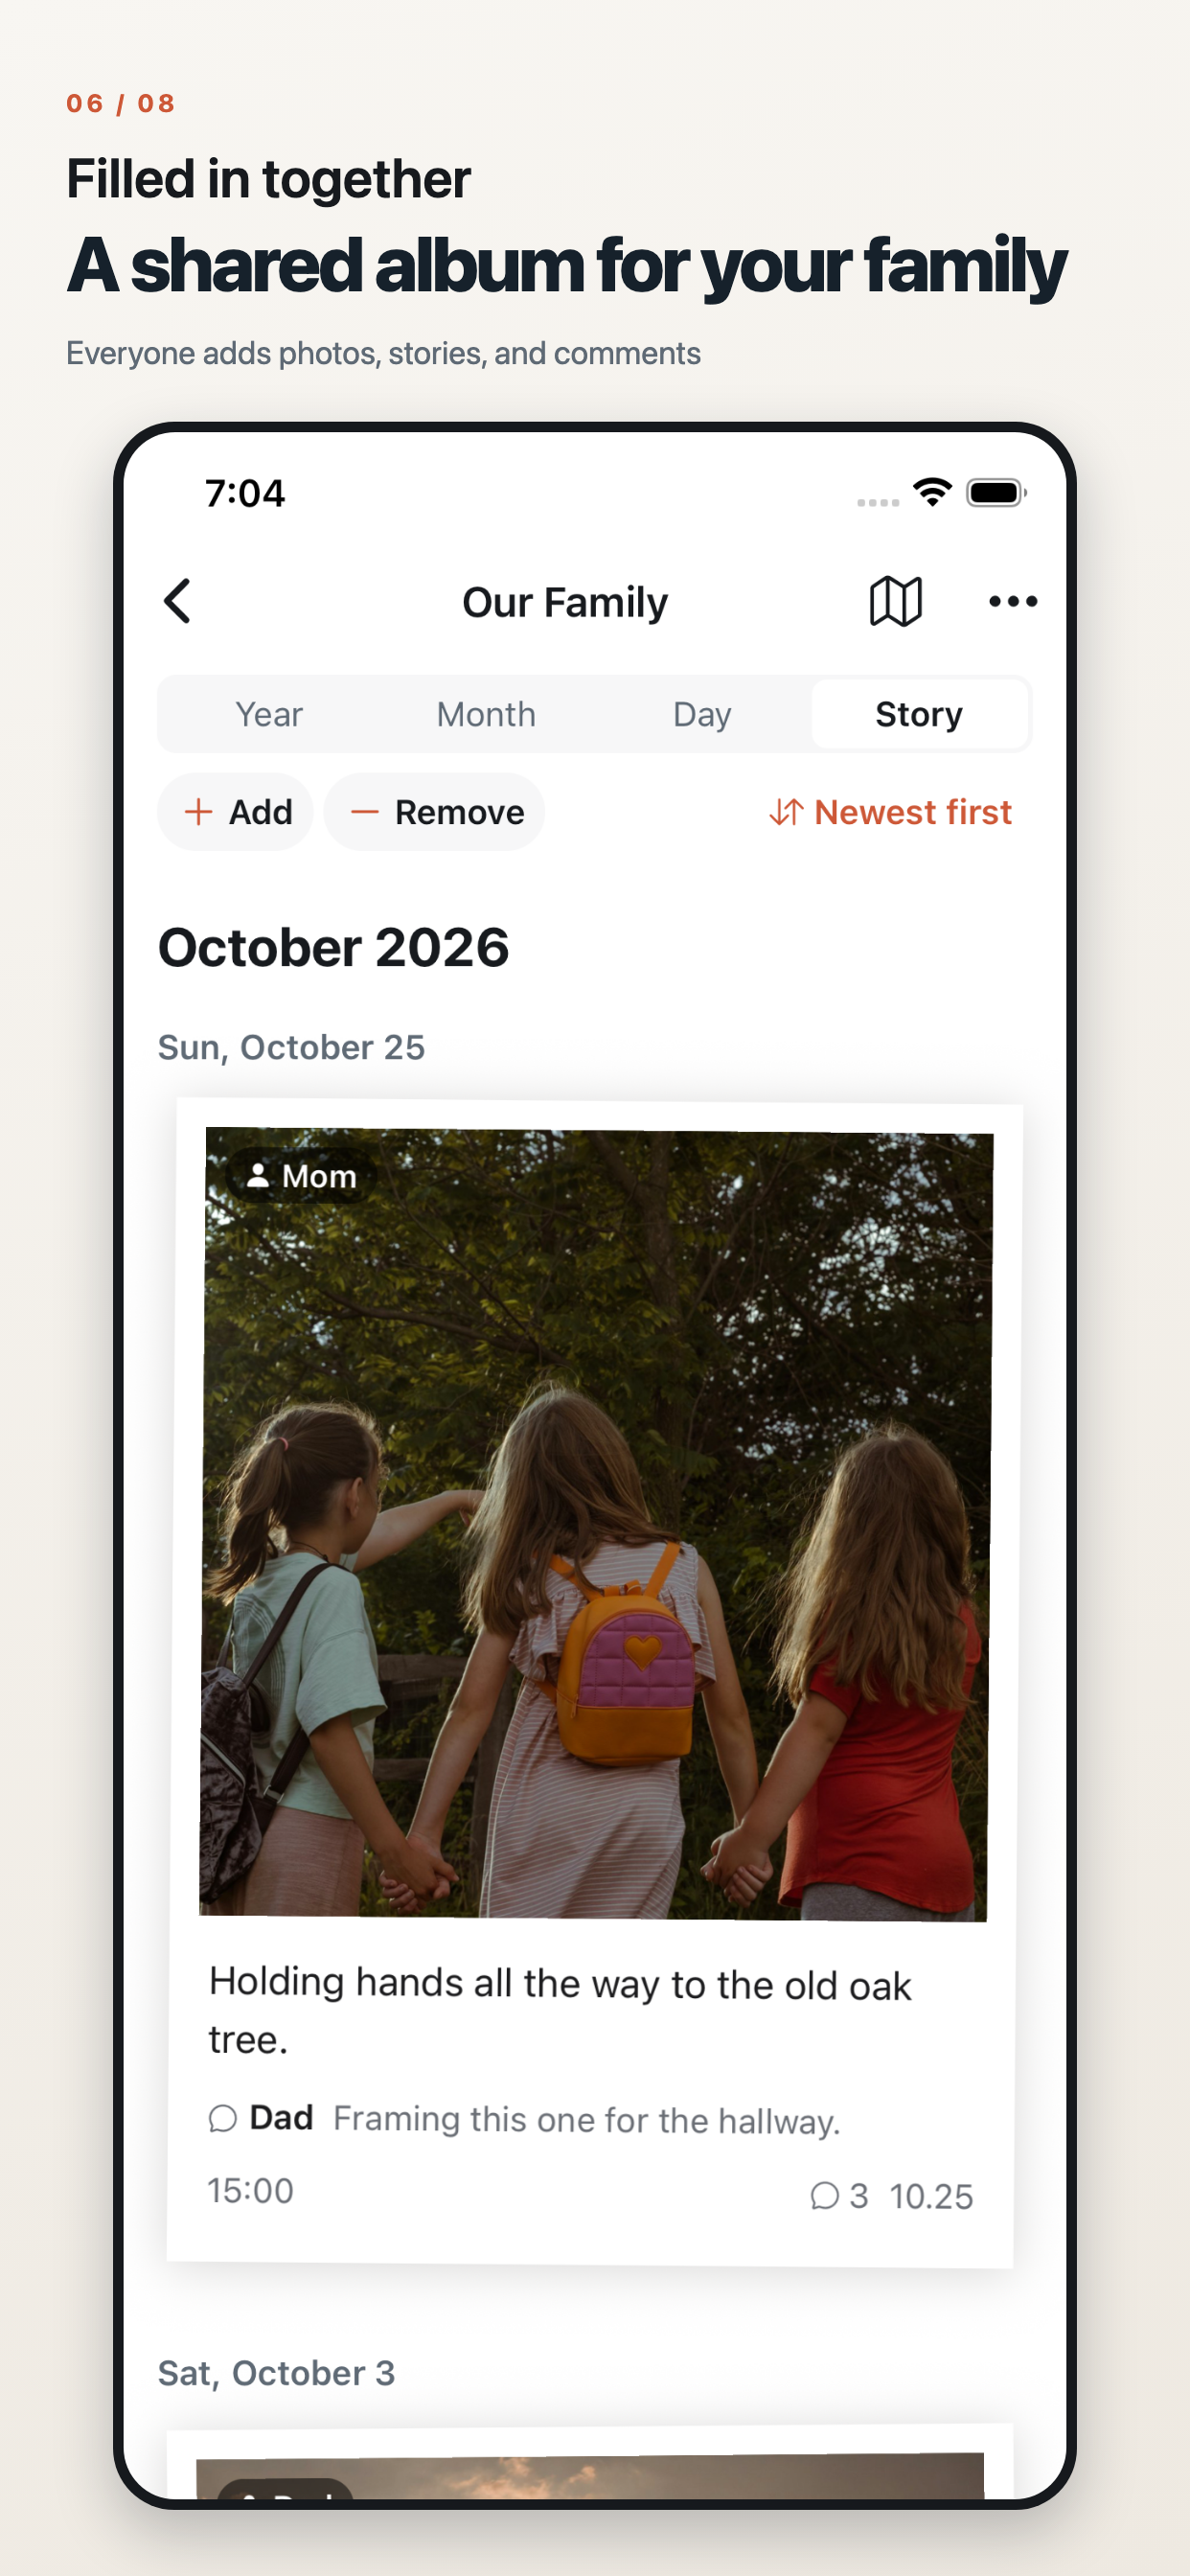 06 / 08
Filled in together
A shared album for your family
Everyone adds photos, stories, and comments
7:04
Our Family
Year Month Day Story
+ Add − Remove Newest first
October 2026
Sun, October 25
Mom
Holding hands all the way to the old oak
tree.
Dad Framing this one for the hallway.
15:00 3 10.25
Sat, October 3